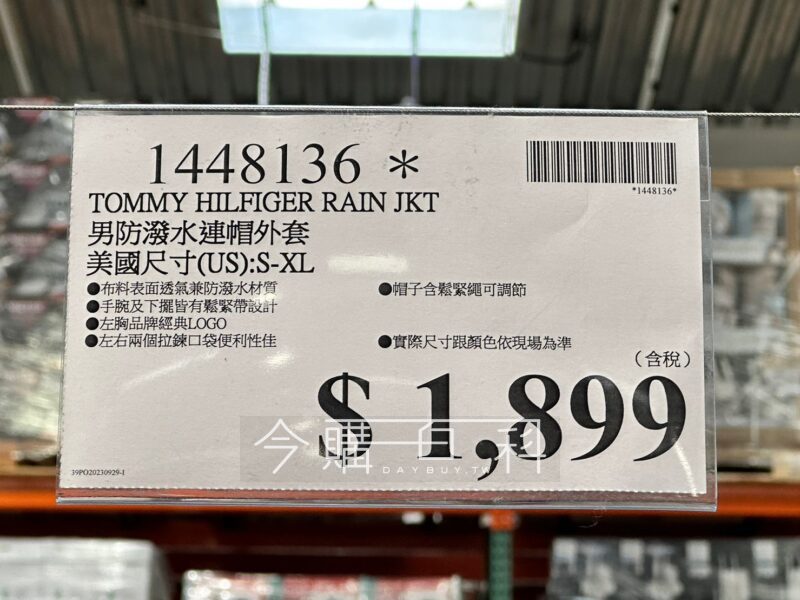 1448136 *
*1448136*
TOMMY HILFIGER RAIN JKT
男防潑水連帽外套
美國尺寸(US):S-XL
●布料表面透氣兼防潑水材質
●帽子含鬆緊繩可調節
●手腕及下擺皆有鬆緊帶設計
●左胸品牌經典LOGO
●左右兩個拉鍊口袋便利性佳
●實際尺寸跟顏色依現場為準
（含稅）
$ 1,899
今購百科
DAYBUY.TW
39PO20230929-1